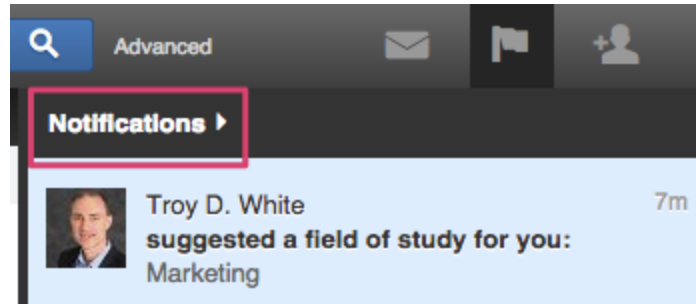 Advanced
Notifications
Troy D. White
7m
suggested a field of study for you:
Marketing